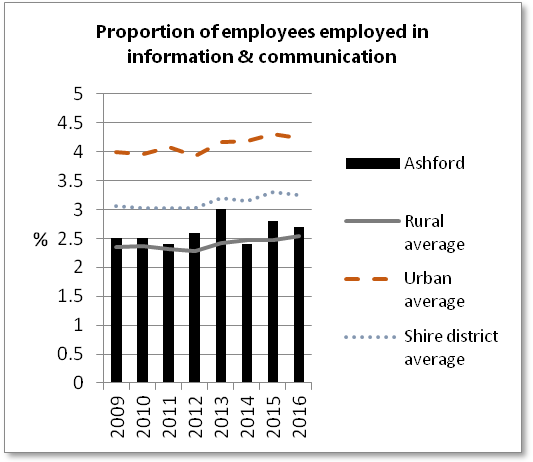 Proportion of employees employed in
information & communication
5
4.5
4
3.5
3
2.5
2
1.5
1
0.5
0
%
2009
2010
2011
2012
2013
2014
2015
2016
Ashford
Rural
average
Urban
average
Shire district
average